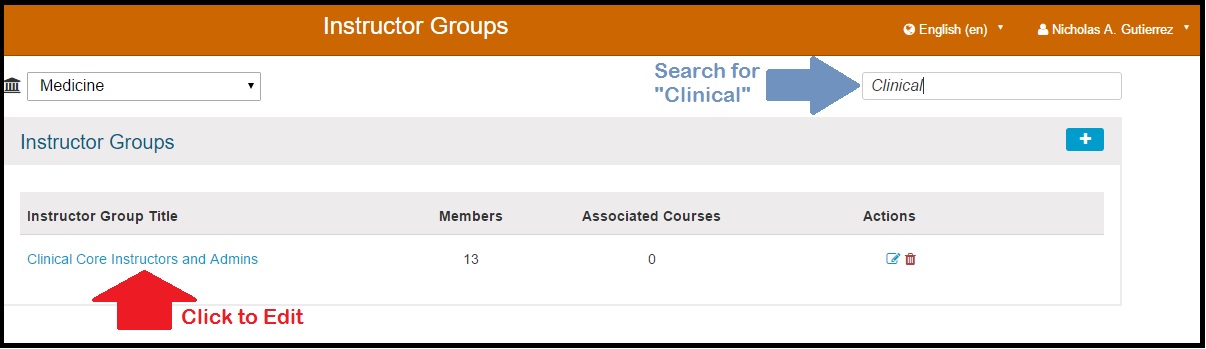 Instructor Groups
English (en)
Nicholas A. Gutierrez
Medicine
Search for
"Clinical"
Clinical
Instructor Groups
Instructor Group Title Members Associated Courses Actions
Clinical Core Instructors and Admins 13 0
Click to Edit